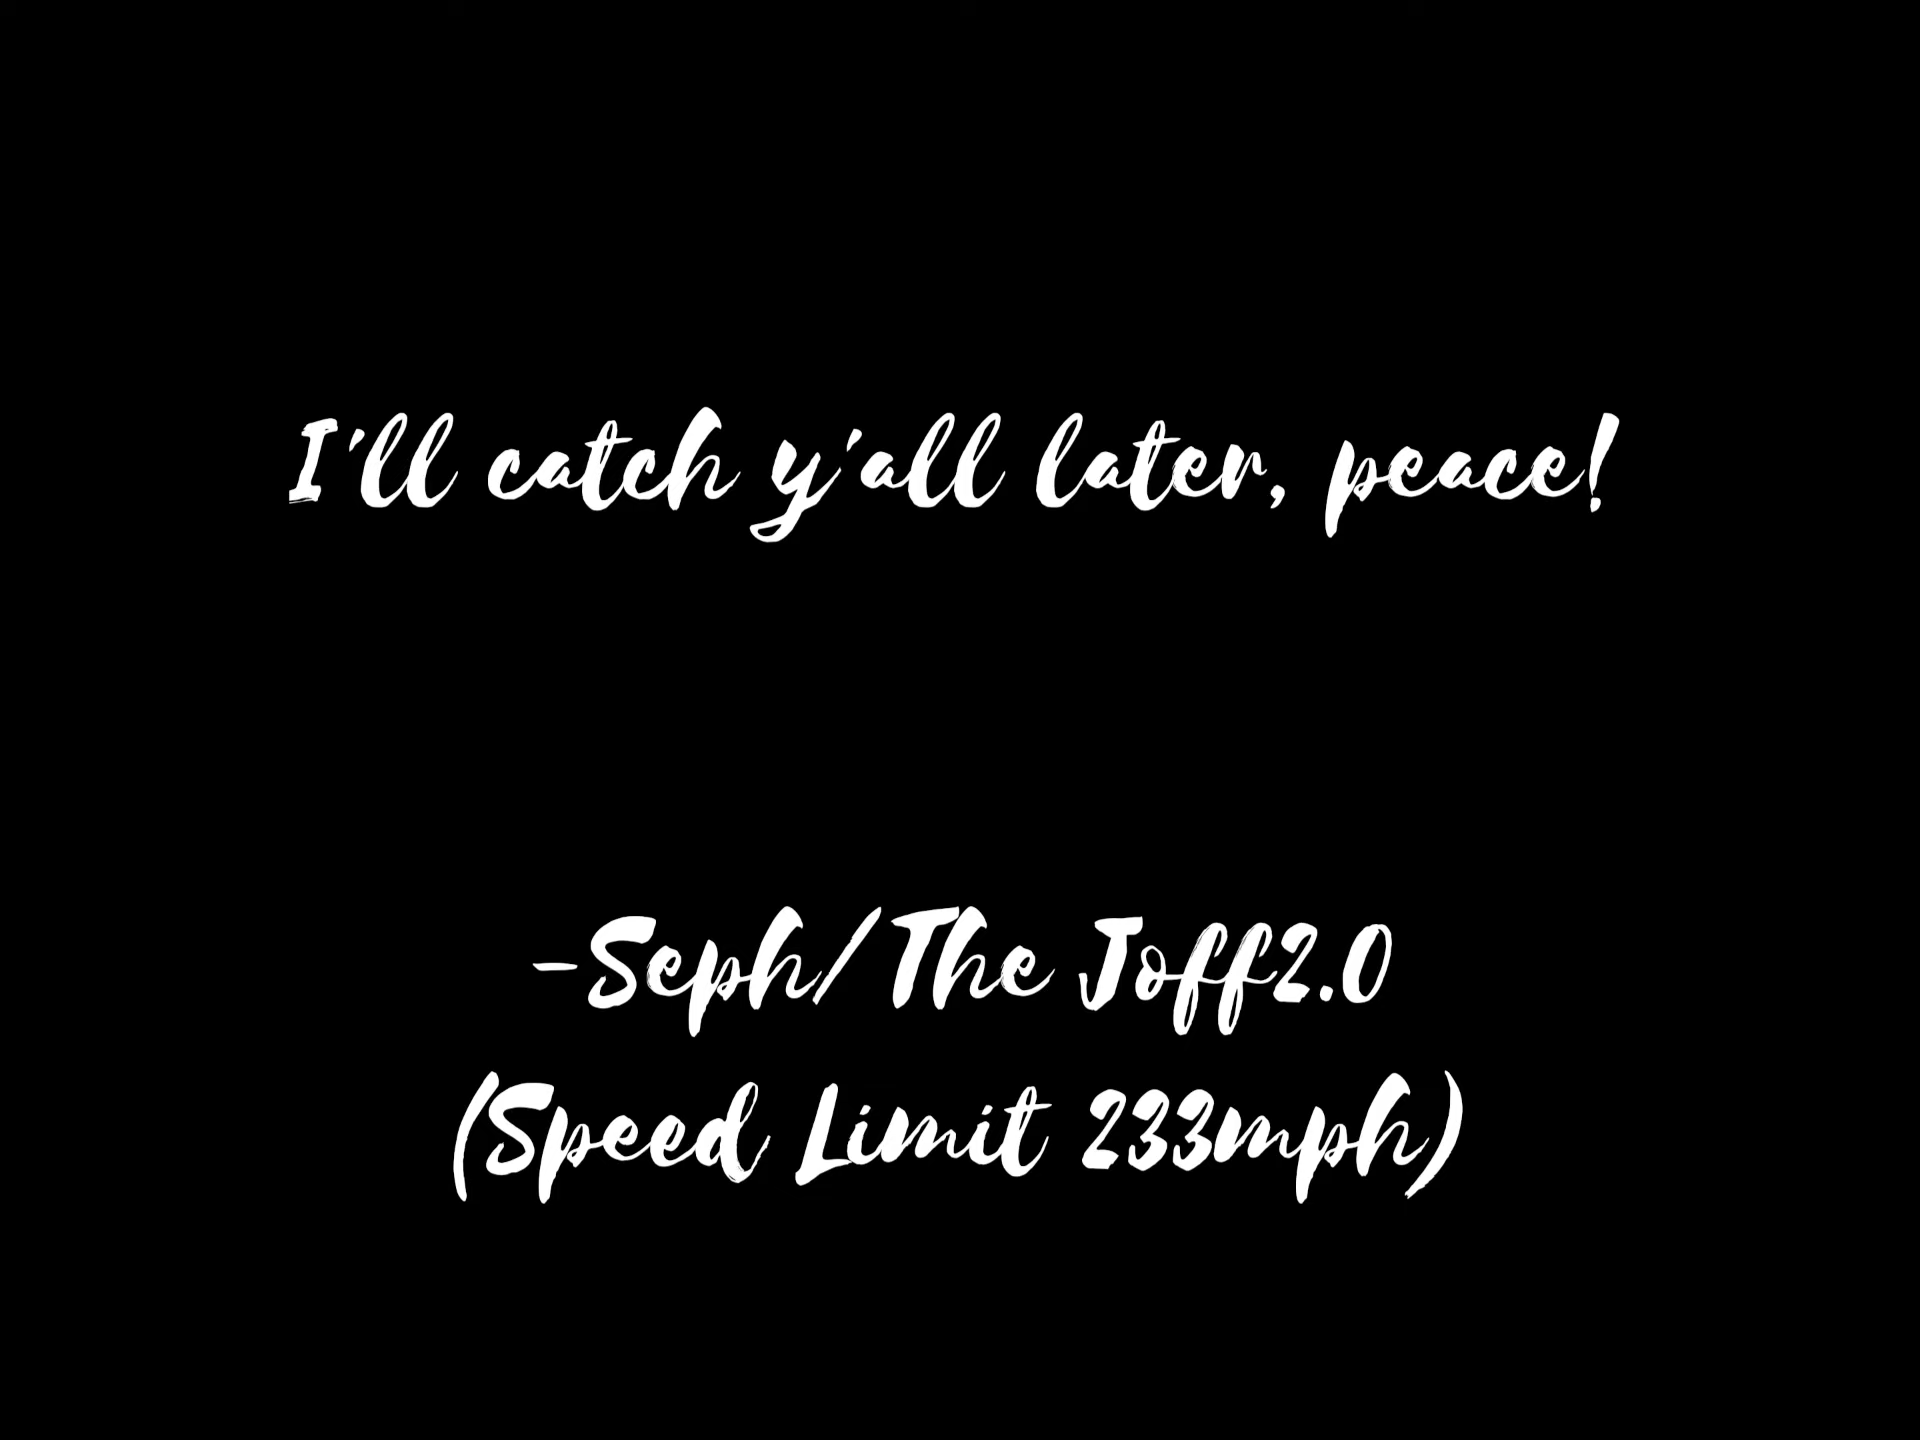 I'll catch y'all later, peace!
-Seph/The Joff2.0
(Speed Limit 233mph)